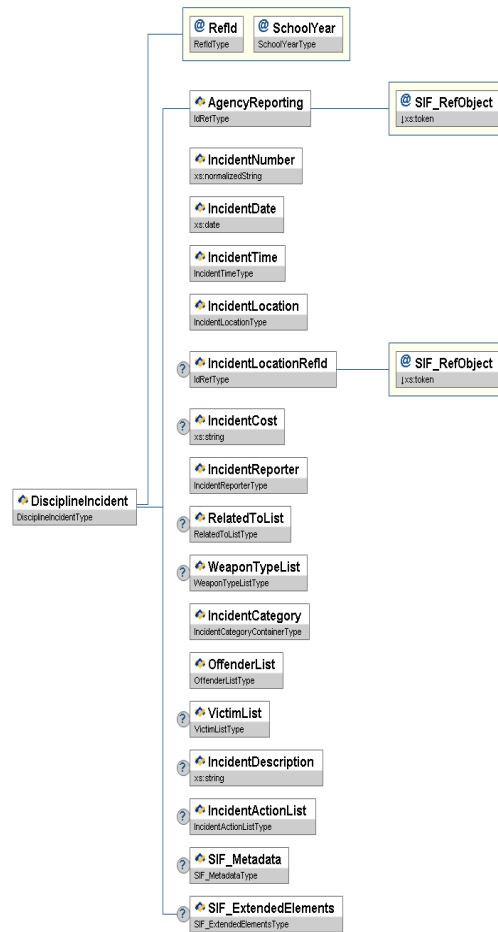 @ RefId
RefIdType
@ SchoolYear
SchoolYearType
AgencyReporting
IdRefType
@ SIF_RefObject
↓xs:token
IncidentNumber
xs:normalizedString
IncidentDate
xs:date
IncidentTime
IncidentTimeType
IncidentLocation
IncidentLocationType
? IncidentLocationRefId
IdRefType
@ SIF_RefObject
↓xs:token
? IncidentCost
xs:string
IncidentReporter
IncidentReporterType
DisciplineIncident
DisciplineIncidentType
? RelatedToList
RelatedToListType
? WeaponTypeList
WeaponTypeListType
IncidentCategory
IncidentCategoryContainerType
OffenderList
OffenderListType
? VictimList
VictimListType
? IncidentDescription
xs:string
? IncidentActionList
IncidentActionListType
? SIF_Metadata
SIF_MetadataType
? SIF_ExtendedElements
SIF_ExtendedElementsType